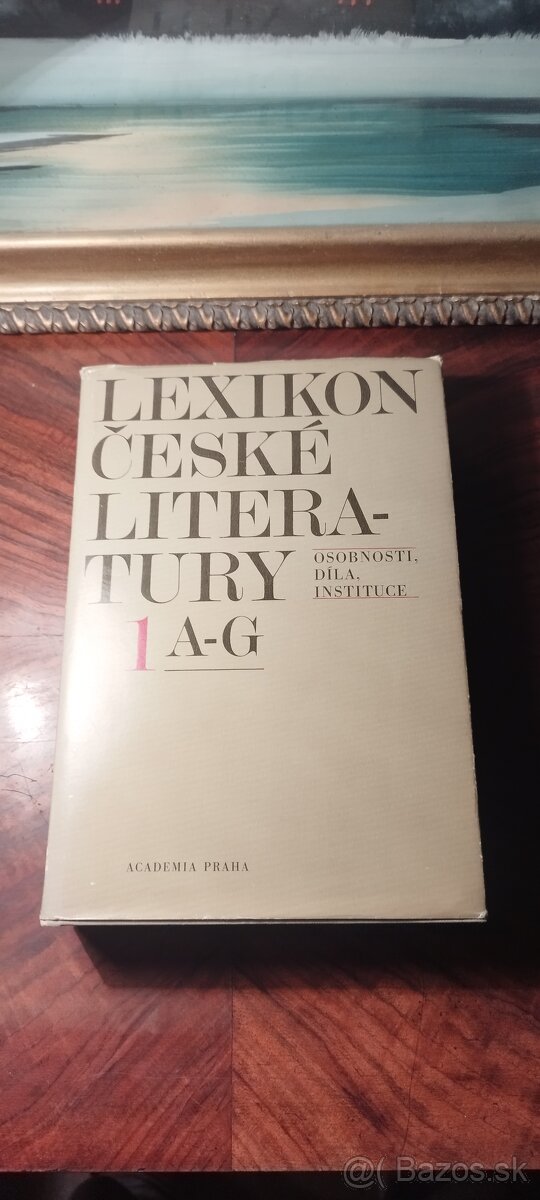 LEXIKON
ČESKÉ
LITERA-
TURY
OSOBNOSTI,
DÍLA,
INSTITUCE
1 A-G
ACADEMIA PRAHA
@ Bazos.sk